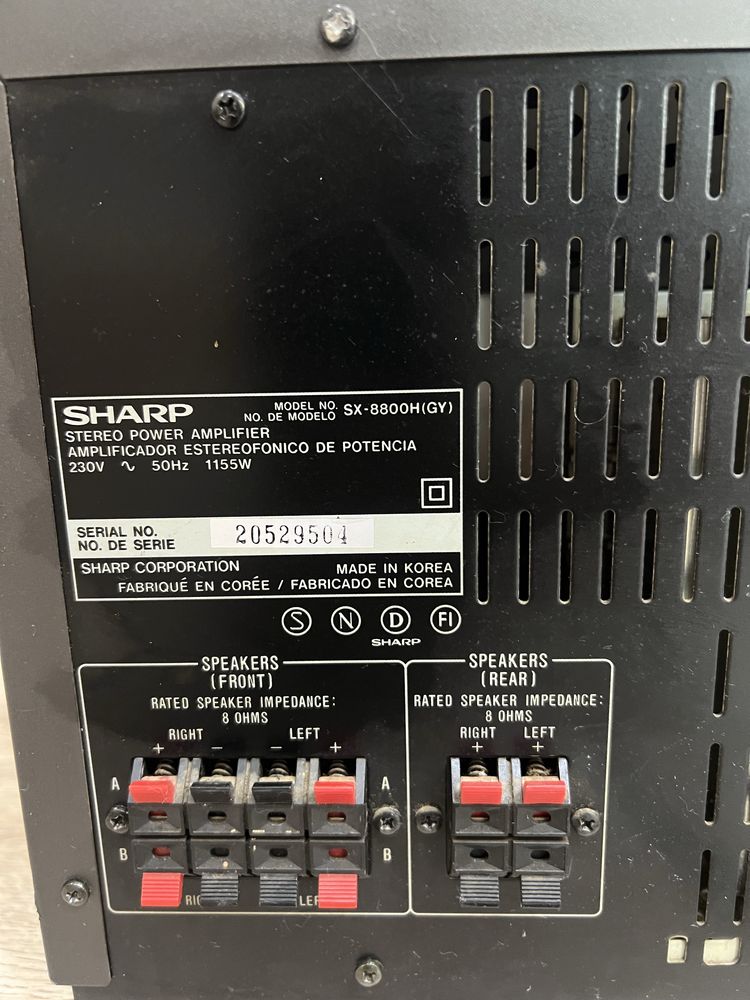 SHARP MODEL NO. NO. DE MODELO SX-8800H(GY)
STEREO POWER AMPLIFIER
AMPLIFICADOR ESTEREOFONICO DE POTENCIA
230V ∿ 50Hz 1155W
SERIAL NO. NO. DE SERIE 20529504
SHARP CORPORATION MADE IN KOREA
FABRIQUÉ EN CORÉE / FABRICADO EN COREA
S N D FI
SHARP
SPEAKERS
(FRONT)
RATED SPEAKER IMPEDANCE:
8 OHMS
RIGHT LEFT
+ − − +
A A
B B
SPEAKERS
(REAR)
RATED SPEAKER IMPEDANCE:
8 OHMS
RIGHT LEFT
+ +